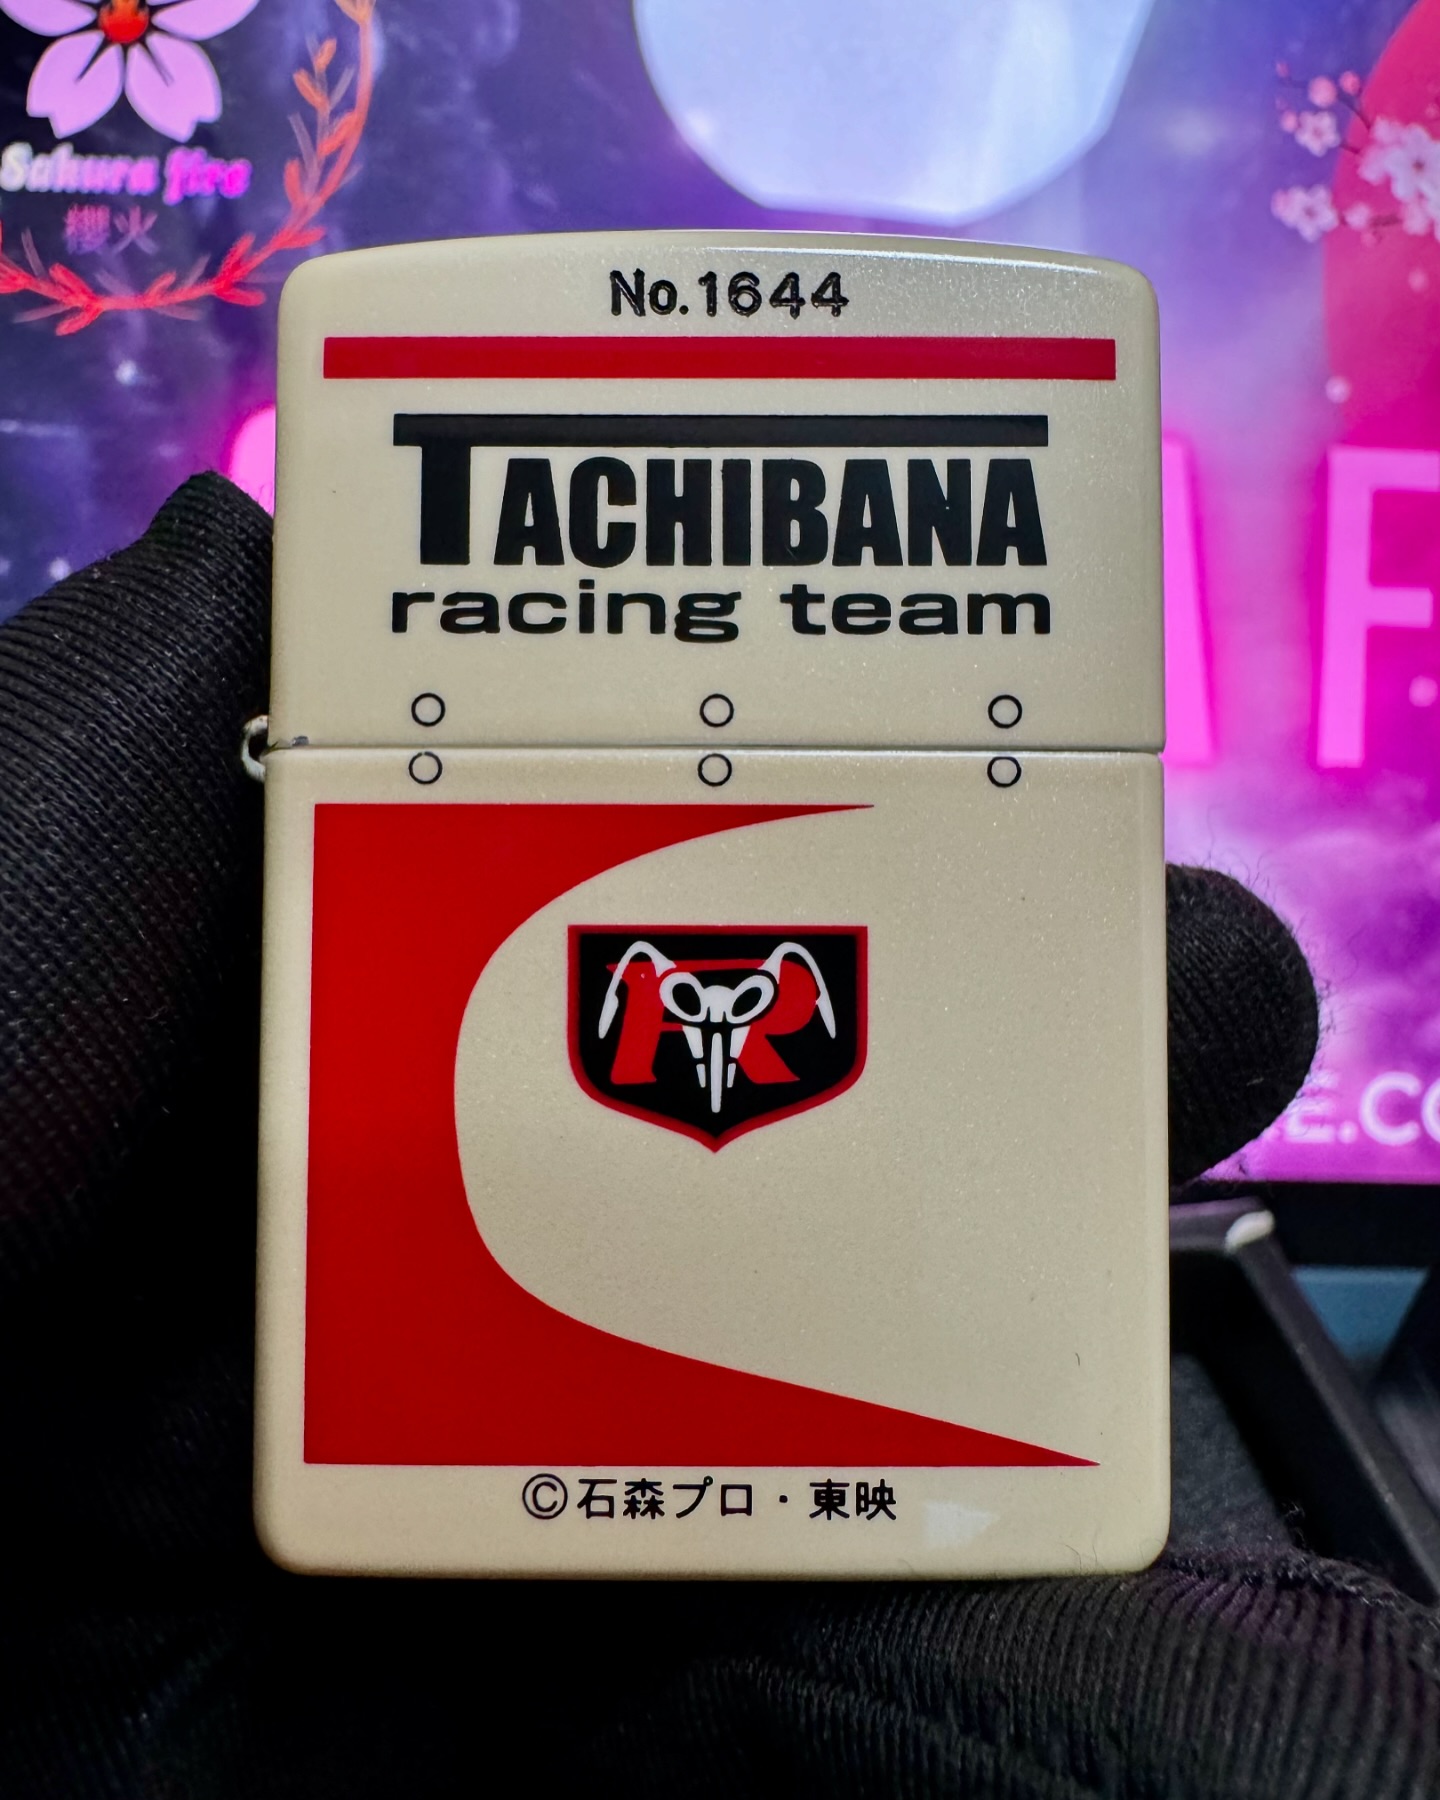 Sakura fire
櫻火
No.1644
TACHIBANA
racing team
©石森プロ・東映